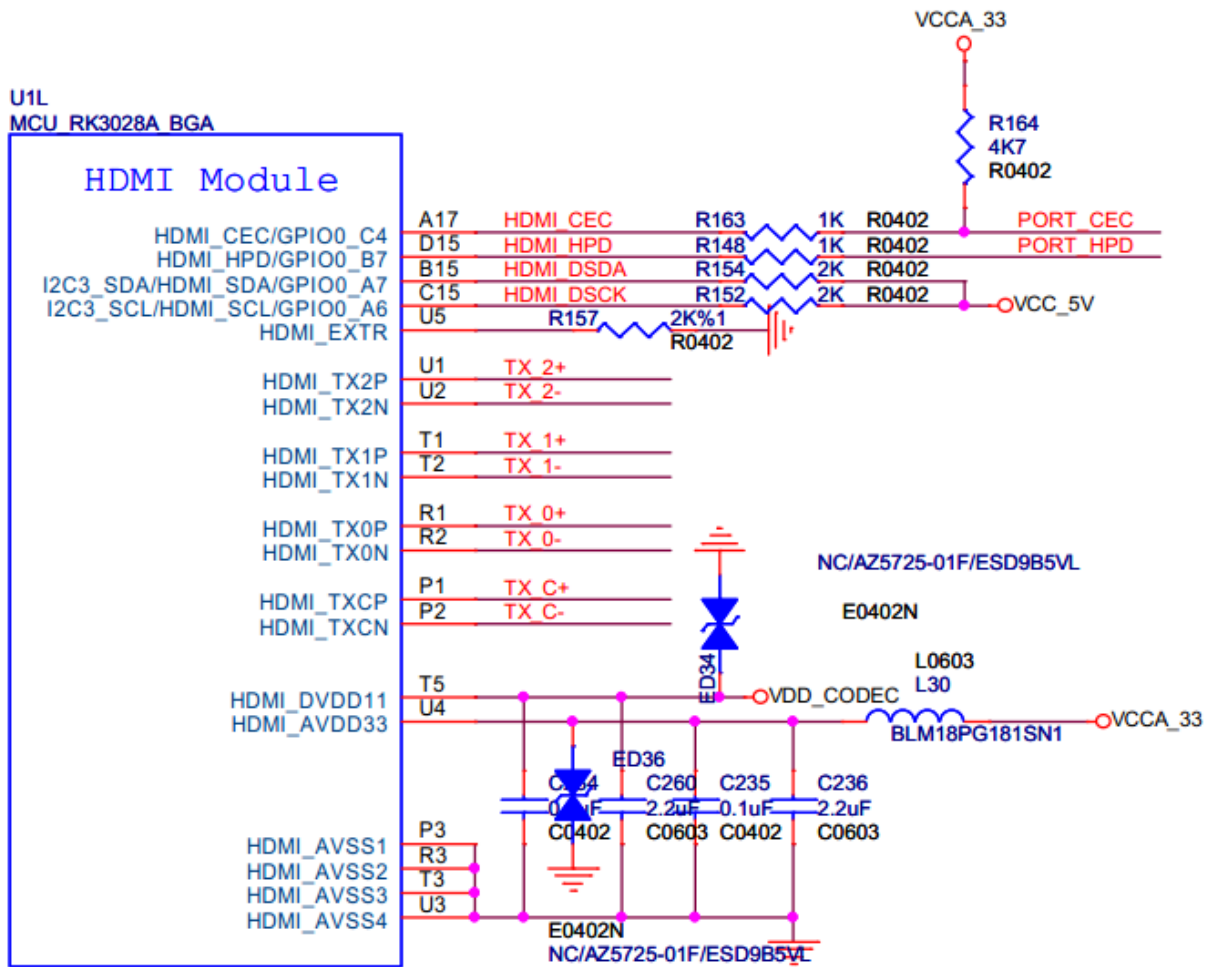 VCCA_33
U1L
MCU_RK3028A_BGA
R164
4K7
R0402
HDMI Module
HDMI_CEC/GPIO0_C4 A17 HDMI_CEC R163 1K R0402 PORT_CEC
HDMI_HPD/GPIO0_B7 D15 HDMI_HPD R148 1K R0402 PORT_HPD
I2C3_SDA/HDMI_SDA/GPIO0_A7 B15 HDMI_DSDA R154 2K R0402
I2C3_SCL/HDMI_SCL/GPIO0_A6 C15 HDMI_DSCK R152 2K R0402 VCC_5V
HDMI_EXTR U5 R157 2K%1
R0402
HDMI_TX2P U1 TX_2+
HDMI_TX2N U2 TX_2-
HDMI_TX1P T1 TX_1+
HDMI_TX1N T2 TX_1-
HDMI_TX0P R1 TX_0+
HDMI_TX0N R2 TX_0-
NC/AZ5725-01F/ESD9B5VL
HDMI_TXCP P1 TX_C+
HDMI_TXCN P2 TX_C-
E0402N
ED34
L0603
L30
HDMI_DVDD11 T5 VDD_CODEC
HDMI_AVDD33 U4 VCCA_33
BLM18PG181SN1
ED36
C260 C235 C236
2.2uF 0.1uF 2.2uF
C0402 C0603 C0402 C0603
HDMI_AVSS1 P3
HDMI_AVSS2 R3
HDMI_AVSS3 T3
HDMI_AVSS4 U3
E0402N
NC/AZ5725-01F/ESD9B5VL